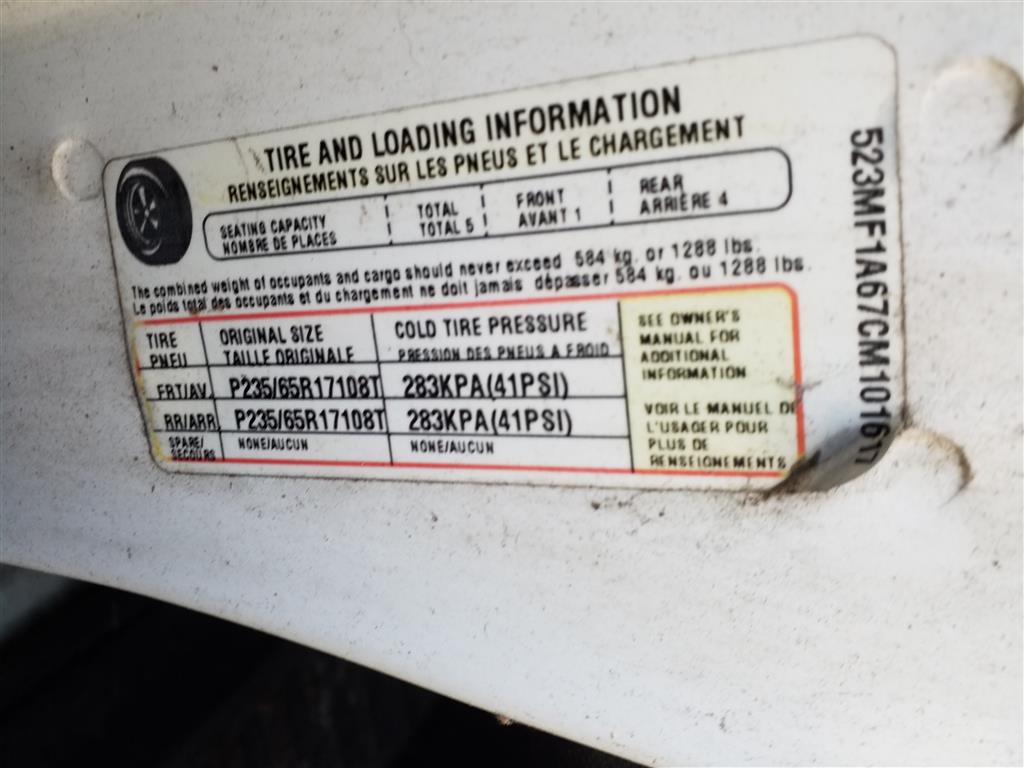 TIRE AND LOADING INFORMATION
RENSEIGNEMENTS SUR LES PNEUS ET LE CHARGEMENT
SEATING CAPACITY TOTAL FRONT REAR
NOMBRE DE PLACES TOTAL 5 AVANT 1 ARRIÈRE 4
The combined weight of occupants and cargo should never exceed 584 kg. or 1288 lbs.
Le poids total des occupants et du chargement ne doit jamais dépasser 584 kg. ou 1288 lbs.
TIRE ORIGINAL SIZE COLD TIRE PRESSURE
PNEU TAILLE ORIGINALE PRESSION DES PNEUS A FROID
FRT/AV P235/65R17108T 283KPA(41PSI)
RR/ARR P235/65R17108T 283KPA(41PSI)
SPARE/ NONE/AUCUN NONE/AUCUN
SECOURS
SEE OWNER'S
MANUAL FOR
ADDITIONAL
INFORMATION
VOIR LE MANUEL DE
L'USAGER POUR
PLUS DE
RENSEIGNEMENTS
523MF1A67CM101617